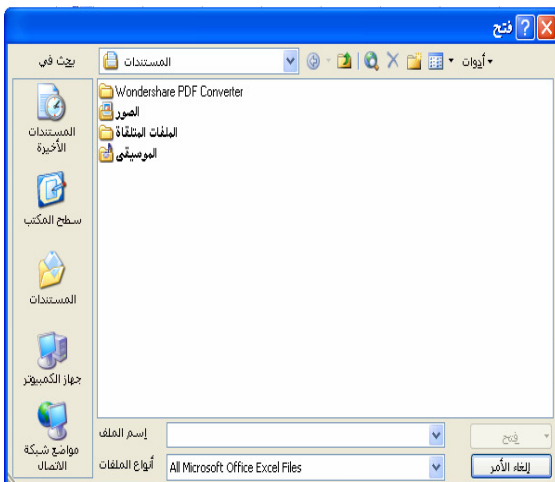 فتح
بحث في
المستندات
أدوات
المستندات الأخيرة
سطح المكتب
المستندات
جهاز الكمبيوتر
مواضع شبكة الاتصال
Wondershare PDF Converter
الصور
الملفات المتلقاة
الموسيقى
إسم الملف
فتح
أنواع الملفات
All Microsoft Office Excel Files
إلغاء الأمر